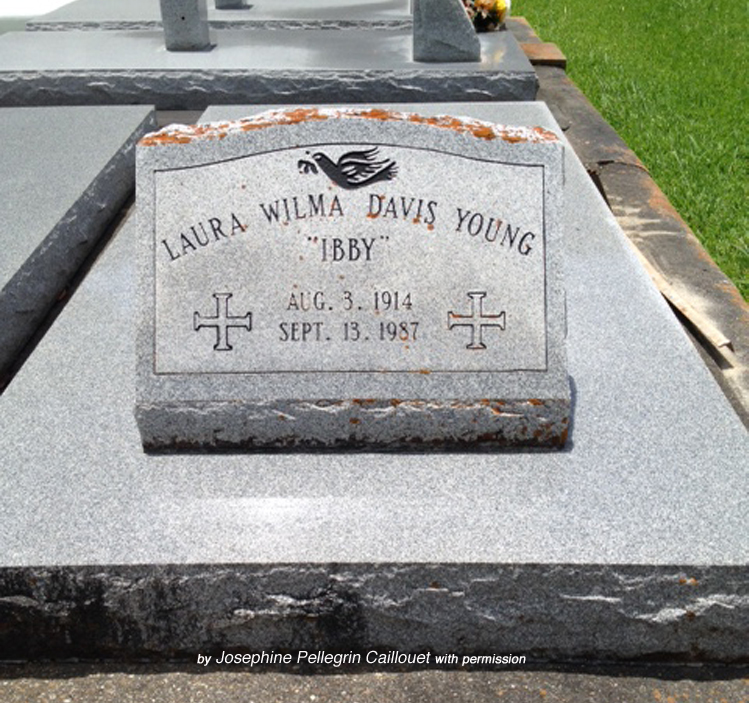 LAURA WILMA DAVIS YOUNG
"IBBY"
AUG. 3. 1914
SEPT. 13. 1987
by Josephine Pellegrin Caillouet with permission